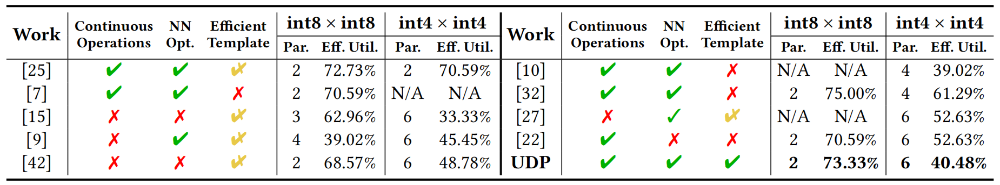 Work Continuous Operations NN Opt. Efficient Template int8 × int8 int4 × int4 Work Continuous Operations NN Opt. Efficient Template int8 × int8 int4 × int4
Par. Eff. Util. Par. Eff. Util. Par. Eff. Util. Par. Eff. Util.
[25] ✔ ✔ ✔✗ 2 72.73% 2 70.59% [10] ✔ ✔ ✗ N/A N/A 4 39.02%
[7] ✔ ✔ ✗ 2 70.59% N/A N/A [32] ✔ ✔ ✗ 2 75.00% 4 61.29%
[15] ✗ ✗ ✔✗ 3 62.96% 6 33.33% [27] ✗ ✓ ✔✗ N/A N/A 6 52.63%
[9] ✗ ✔ ✔✗ 4 39.02% 6 45.45% [22] ✔ ✗ ✗ 2 70.59% 6 52.63%
[42] ✗ ✗ ✔✗ 2 68.57% 6 48.78% UDP ✔ ✔ ✔ 2 73.33% 6 40.48%